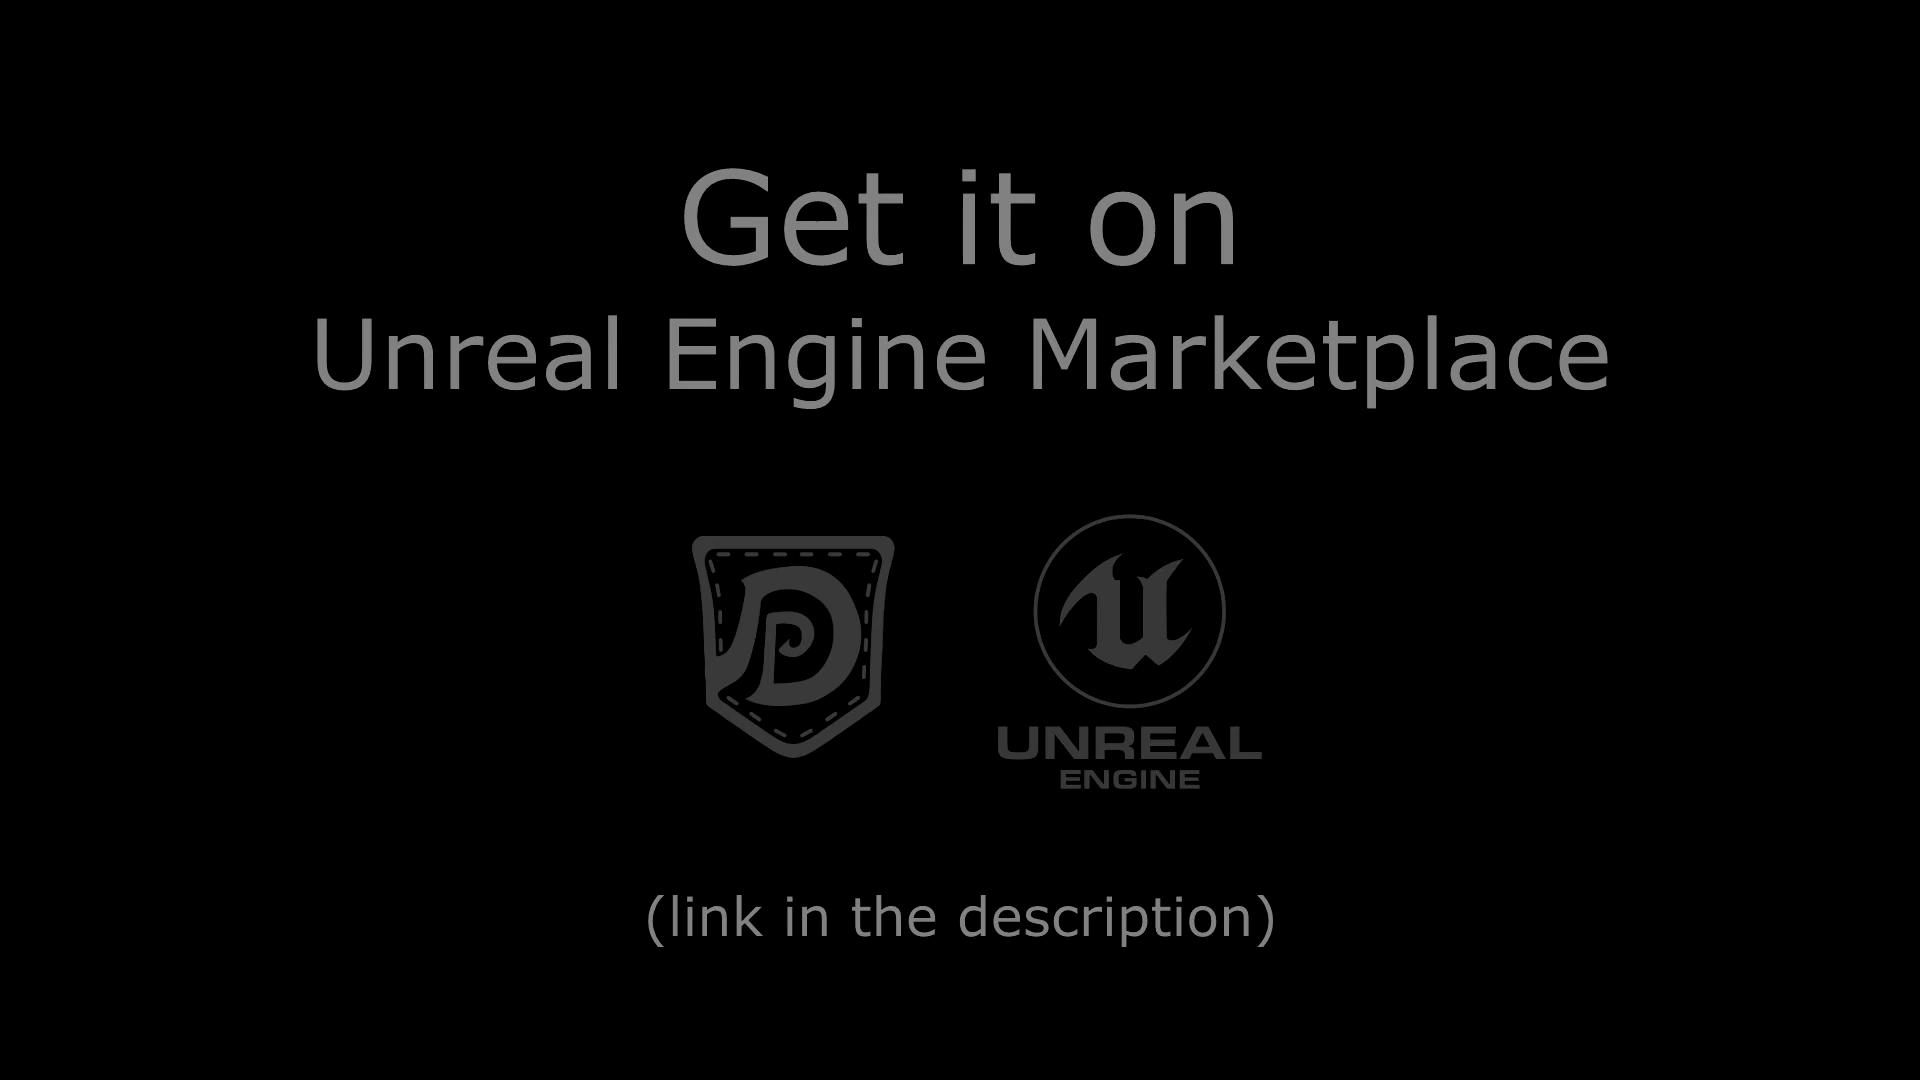 Get it on
Unreal Engine Marketplace
UNREAL
ENGINE
(link in the description)